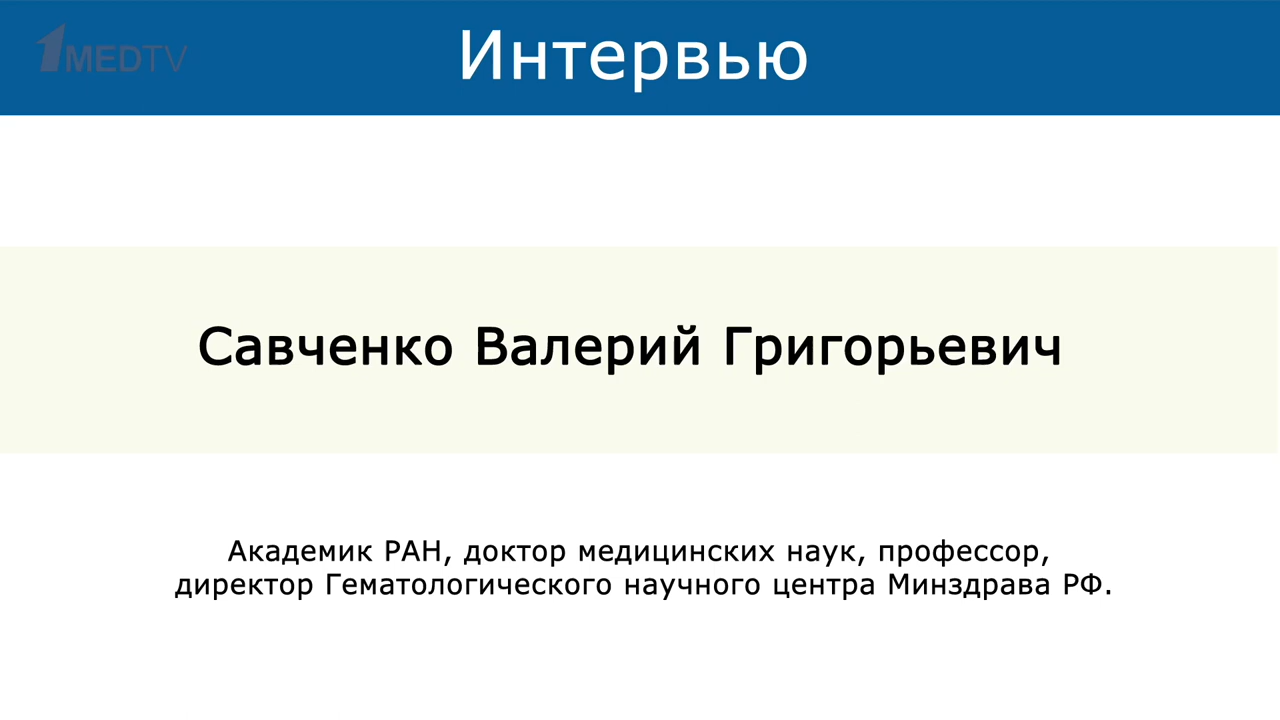 1MEDTV
Интервью
Савченко Валерий Григорьевич
Академик РАН, доктор медицинских наук, профессор,
директор Гематологического научного центра Минздрава РФ.